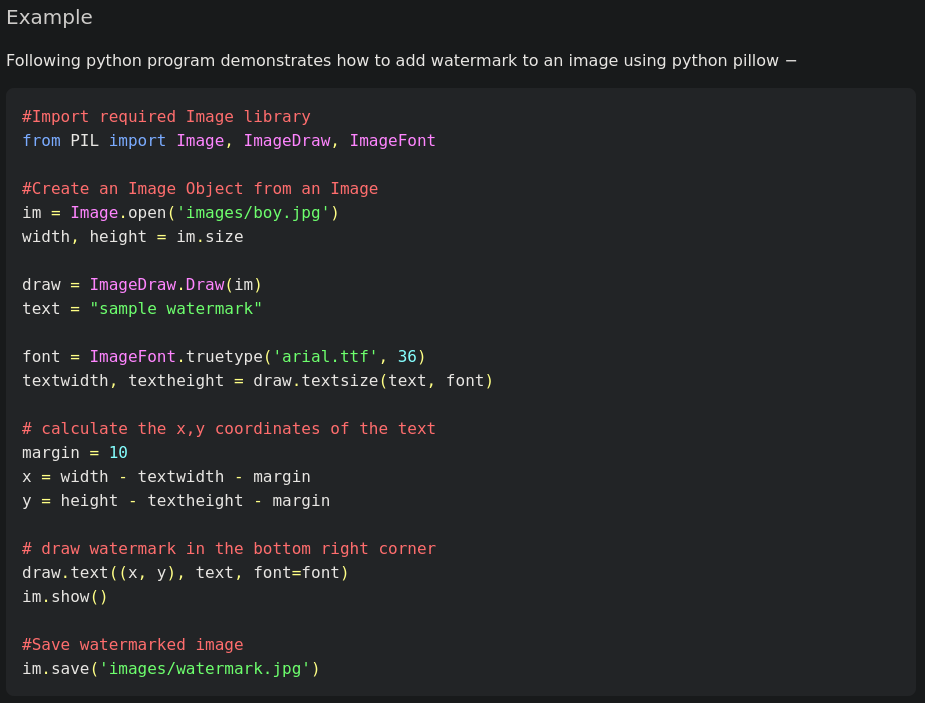 Example
Following python program demonstrates how to add watermark to an image using python pillow −
#Import required Image library
from PIL import Image, ImageDraw, ImageFont
#Create an Image Object from an Image
im = Image.open('images/boy.jpg')
width, height = im.size
draw = ImageDraw.Draw(im)
text = "sample watermark"
font = ImageFont.truetype('arial.ttf', 36)
textwidth, textheight = draw.textsize(text, font)
# calculate the x,y coordinates of the text
margin = 10
x = width - textwidth - margin
y = height - textheight - margin
# draw watermark in the bottom right corner
draw.text((x, y), text, font=font)
im.show()
#Save watermarked image
im.save('images/watermark.jpg')